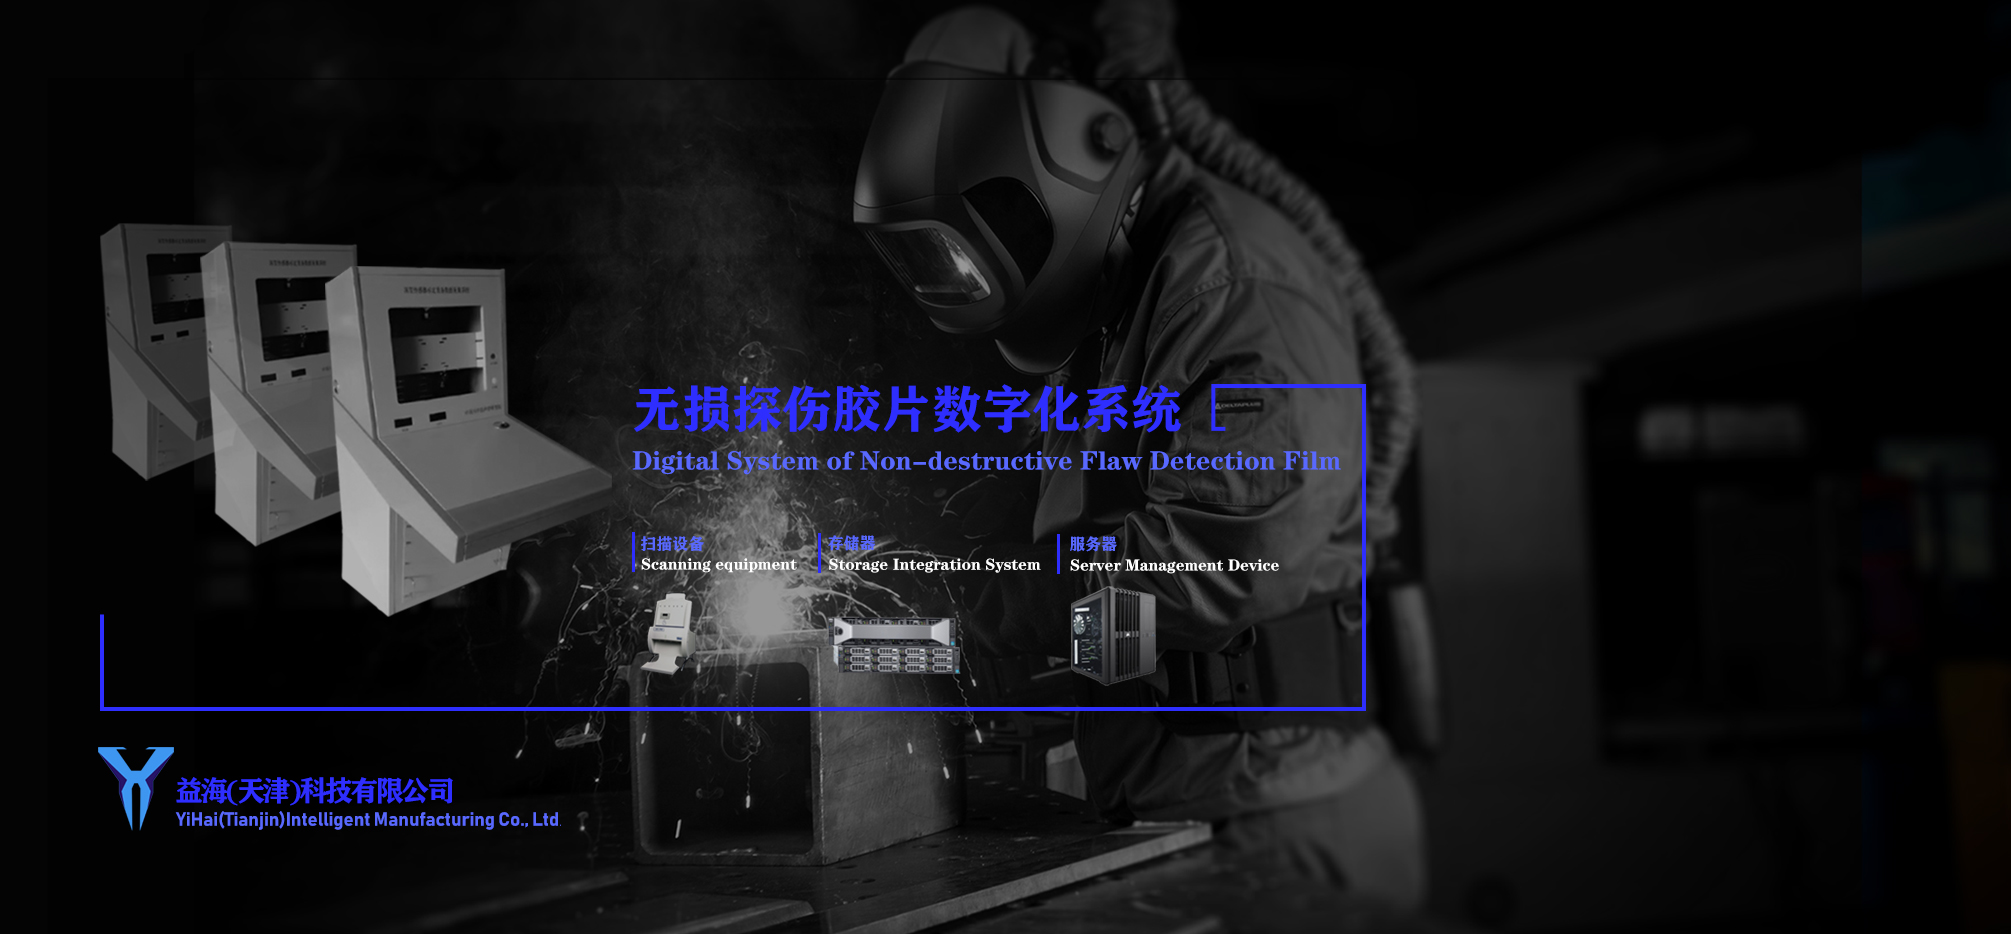 无损探伤胶片数字化系统
Digital System of Non-destructive Flaw Detection Film
扫描设备
Scanning equipment
存储器
Storage Integration System
服务器
Server Management Device
DELTAPLUS
益海(天津)科技有限公司
YiHai(Tianjin)Intelligent Manufacturing Co., Ltd.